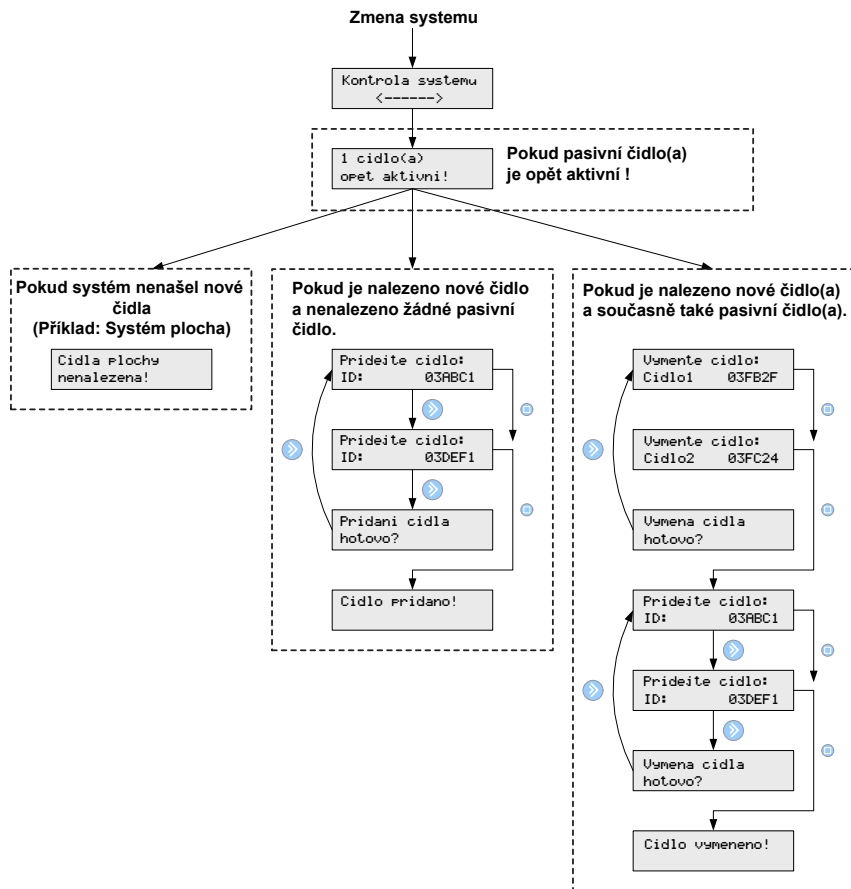 Zmena systemu
Kontrola systemu
<------>
1 cidlo(a)
opet aktivni!
Pokud pasivní čidlo(a)
je opět aktivní !
Pokud systém nenašel nové
čidla
(Příklad: Systém plocha)
Cidla plochy
nenalezena!
Pokud je nalezeno nové čidlo
a nenalezeno žádné pasivní
čidlo.
Pridejte cidlo:
ID: 03ABC1
Pridejte cidlo:
ID: 03DEF1
Pridani cidla
hotovo?
Cidlo pridano!
Pokud je nalezeno nové čidlo(a)
a současně také pasivní čidlo(a).
Vymente cidlo:
Cidlo1 03FB2F
Vymente cidlo:
Cidlo2 03FC24
Vymena cidla
hotovo?
Pridejte cidlo:
ID: 03ABC1
Pridejte cidlo:
ID: 03DEF1
Vymena cidla
hotovo?
Cidlo vymeneno!